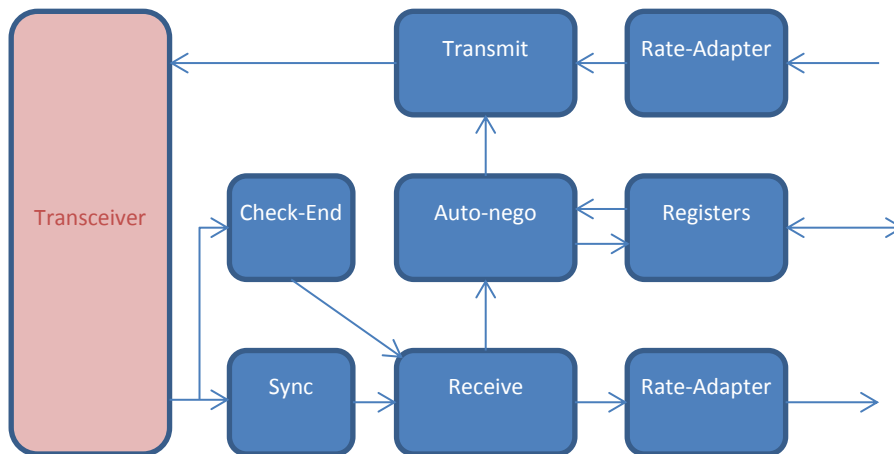 Transmit
Rate-Adapter
Transceiver
Check-End
Auto-nego
Registers
Sync
Receive
Rate-Adapter